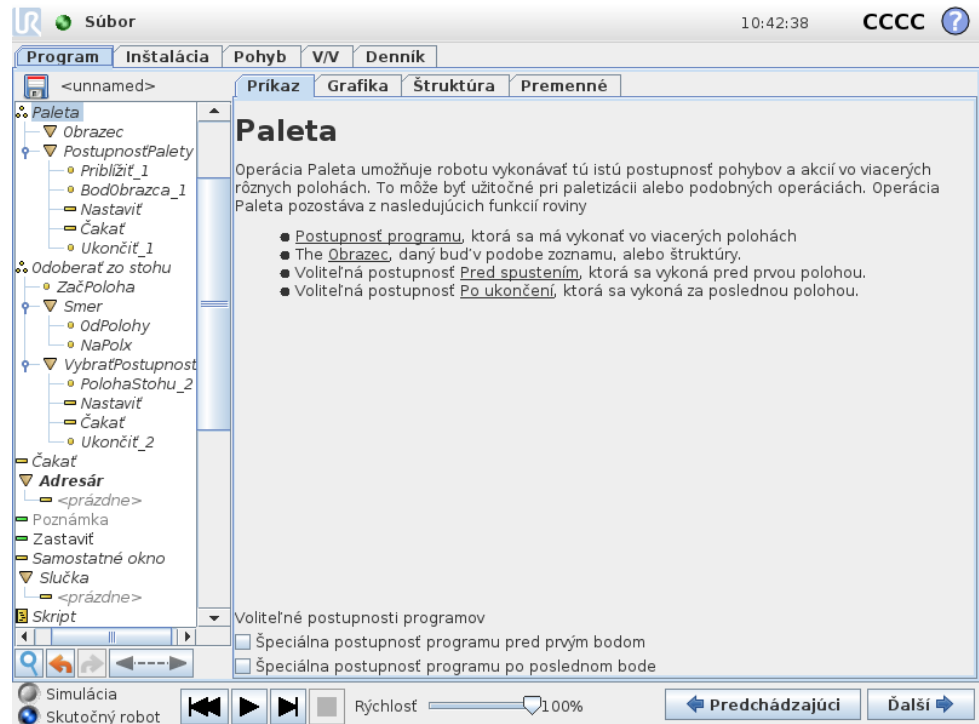 UR Súbor 10:42:38 CCCC ?
Program Inštalácia Pohyb V/V Denník
<unnamed>
Príkaz Grafika Štruktúra Premenné
Paleta
Obrazec
PostupnosťPalety
Priblížiť_1
BodObrazca_1
Nastaviť
Čakať
Ukončiť_1
Odoberať zo stohu
ZačPoloha
Smer
OdPolohy
NaPolx
VybraťPostupnost
PolohaStohu_2
Nastaviť
Čakať
Ukončiť_2
Čakať
Adresár
<prázdne>
Poznámka
Zastaviť
Samostatné okno
Slučka
<prázdne>
Skript
Paleta
Operácia Paleta umožňuje robotu vykonávať tú istú postupnosť pohybov a akcií vo viacerých
rôznych polohách. To môže byť užitočné pri paletizácii alebo podobných operáciách. Operácia
Paleta pozostáva z nasledujúcich funkcií roviny
Postupnosť programu, ktorá sa má vykonať vo viacerých polohách
The Obrazec, daný buď'v podobe zoznamu, alebo štruktúry.
Voliteľná postupnosť Pred spustením, ktorá sa vykoná pred prvou polohou.
Voliteľná postupnosť Po ukončení, ktorá sa vykoná za poslednou polohou.
Voliteľné postupnosti programov
Špeciálna postupnosť programu pred prvým bodom
Špeciálna postupnosť programu po poslednom bode
Simulácia
Skutočný robot
Rýchlosť 100%
Predchádzajúci Ďalší